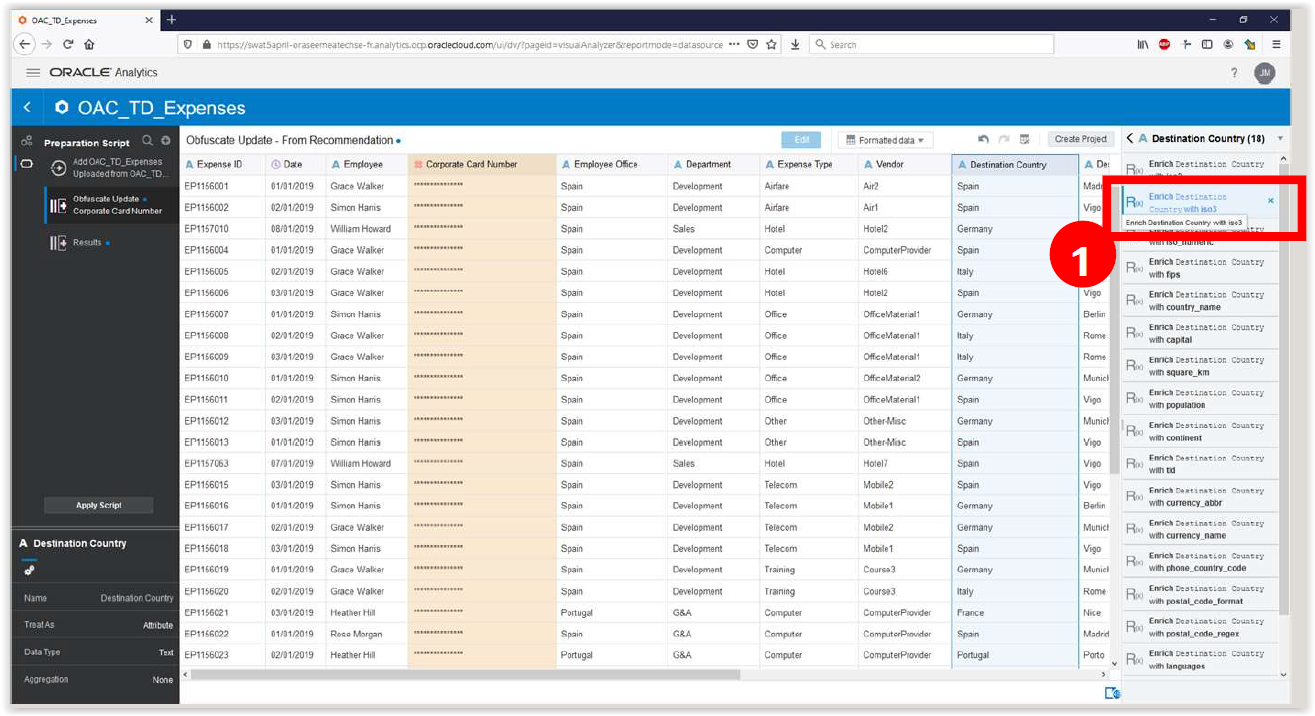 OAC_TD_Expenses
https://swat5april-oraseemeatechse-fr.analytics.ocp.oraclecloud.com/ui/dv/?pageid=visualAnalyzer&reportmode=datasource
Search
ABP
ORACLE Analytics
?
JM
OAC_TD_Expenses
Preparation Script
Add OAC_TD_Expenses
Uploaded from OAC_TD...
Obfuscate Update
Corporate Card Number
Results
Apply Script
Obfuscate Update - From Recommendation
Edit
Formatted data
Create Project
Expense ID Date Employee Corporate Card Number Employee Office Department Expense Type Vendor Destination Country De
EP1156001 01/01/2019 Grace Walker *************** Spain Development Airfare Air2 Spain Madr
EP1156002 02/01/2019 Simon Harris *************** Spain Development Airfare Air1 Spain Vigo
EP1157010 08/01/2019 William Howard *************** Spain Sales Hotel Hotel2 Germany
EP1156004 01/01/2019 Grace Walker *************** Spain Development Computer ComputerProvider Spain
EP1156005 02/01/2019 Grace Walker *************** Spain Development Hotel Hotel6 Italy
EP1156006 03/01/2019 Grace Walker *************** Spain Development Hotel Hotel2 Spain Vigo
EP1156007 01/01/2019 Simon Harris *************** Spain Development Office OfficeMaterial1 Germany Berlin
EP1156008 02/01/2019 Grace Walker *************** Spain Development Office OfficeMaterial1 Italy Rome
EP1156009 03/01/2019 Grace Walker *************** Spain Development Office OfficeMaterial1 Italy Rome
EP1156010 01/01/2019 Simon Harris *************** Spain Development Office OfficeMaterial2 Germany Munich
EP1156011 02/01/2019 Simon Harris *************** Spain Development Office OfficeMaterial1 Spain Vigo
EP1156012 03/01/2019 Simon Harris *************** Spain Development Other Other-Misc Germany Munich
EP1156013 01/01/2019 Simon Harris *************** Spain Development Other Other-Misc Spain Vigo
EP1157063 07/01/2019 William Howard *************** Spain Sales Hotel Hotel7 Spain Vigo
EP1156015 03/01/2019 Simon Harris *************** Spain Development Telecom Mobile2 Spain Vigo
EP1156016 01/01/2019 Simon Harris *************** Spain Development Telecom Mobile1 Germany Berlin
EP1156017 02/01/2019 Grace Walker *************** Spain Development Telecom Mobile2 Germany Munich
EP1156018 03/01/2019 Simon Harris *************** Spain Development Telecom Mobile1 Spain Vigo
EP1156019 01/01/2019 Grace Walker *************** Spain Development Training Course3 Germany Munich
EP1156020 02/01/2019 Grace Walker *************** Spain Development Training Course3 Italy Rome
EP1156021 03/01/2019 Heather Hill *************** Portugal G&A Computer ComputerProvider France Nice
EP1156022 01/01/2019 Rose Morgan *************** Spain G&A Computer ComputerProvider Spain Madrid
EP1156023 02/01/2019 Heather Hill *************** Portugal G&A Computer ComputerProvider Portugal Porto
Destination Country
Name Destination Country
Treat As Attribute
Data Type Text
Aggregation None
Destination Country (18)
Enrich Destination Country
Enrich Destination
Country with iso3
Enrich Destination Country with iso3
with iso_numeric
Enrich Destination Country
with fips
Enrich Destination Country
with country_name
Enrich Destination Country
with capital
Enrich Destination Country
with square_km
Enrich Destination Country
with population
Enrich Destination Country
with continent
Enrich Destination Country
with tld
Enrich Destination Country
with currency_abbr
Enrich Destination Country
with currency_name
Enrich Destination Country
with phone_country_code
Enrich Destination Country
with postal_code_format
Enrich Destination Country
with postal_code_regex
Enrich Destination Country
with languages
1